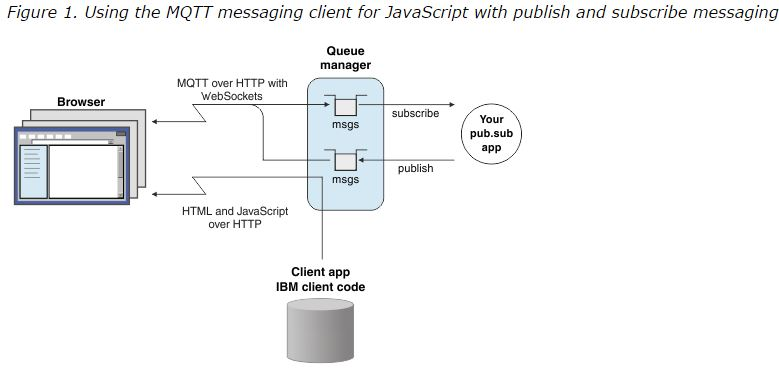 Figure 1. Using the MQTT messaging client for JavaScript with publish and subscribe messaging
Queue
manager
MQTT over HTTP with
WebSockets
Browser
msgs
subscribe
Your
pub.sub
app
msgs
publish
HTML and JavaScript
over HTTP
Client app
IBM client code